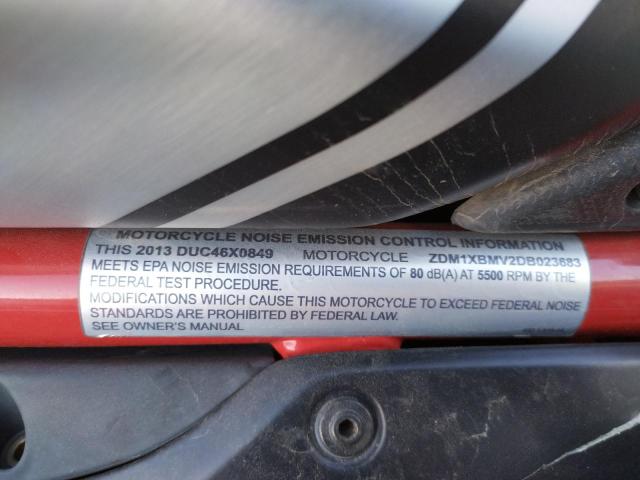 MOTORCYCLE NOISE EMISSION CONTROL INFORMATION
THIS 2013 DUC46X0849 MOTORCYCLE ZDM1XBMV2DB023683
MEETS EPA NOISE EMISSION REQUIREMENTS OF 80 dB(A) AT 5500 RPM BY THE
FEDERAL TEST PROCEDURE.
MODIFICATIONS WHICH CAUSE THIS MOTORCYCLE TO EXCEED FEDERAL NOISE
STANDARDS ARE PROHIBITED BY FEDERAL LAW.
SEE OWNER'S MANUAL